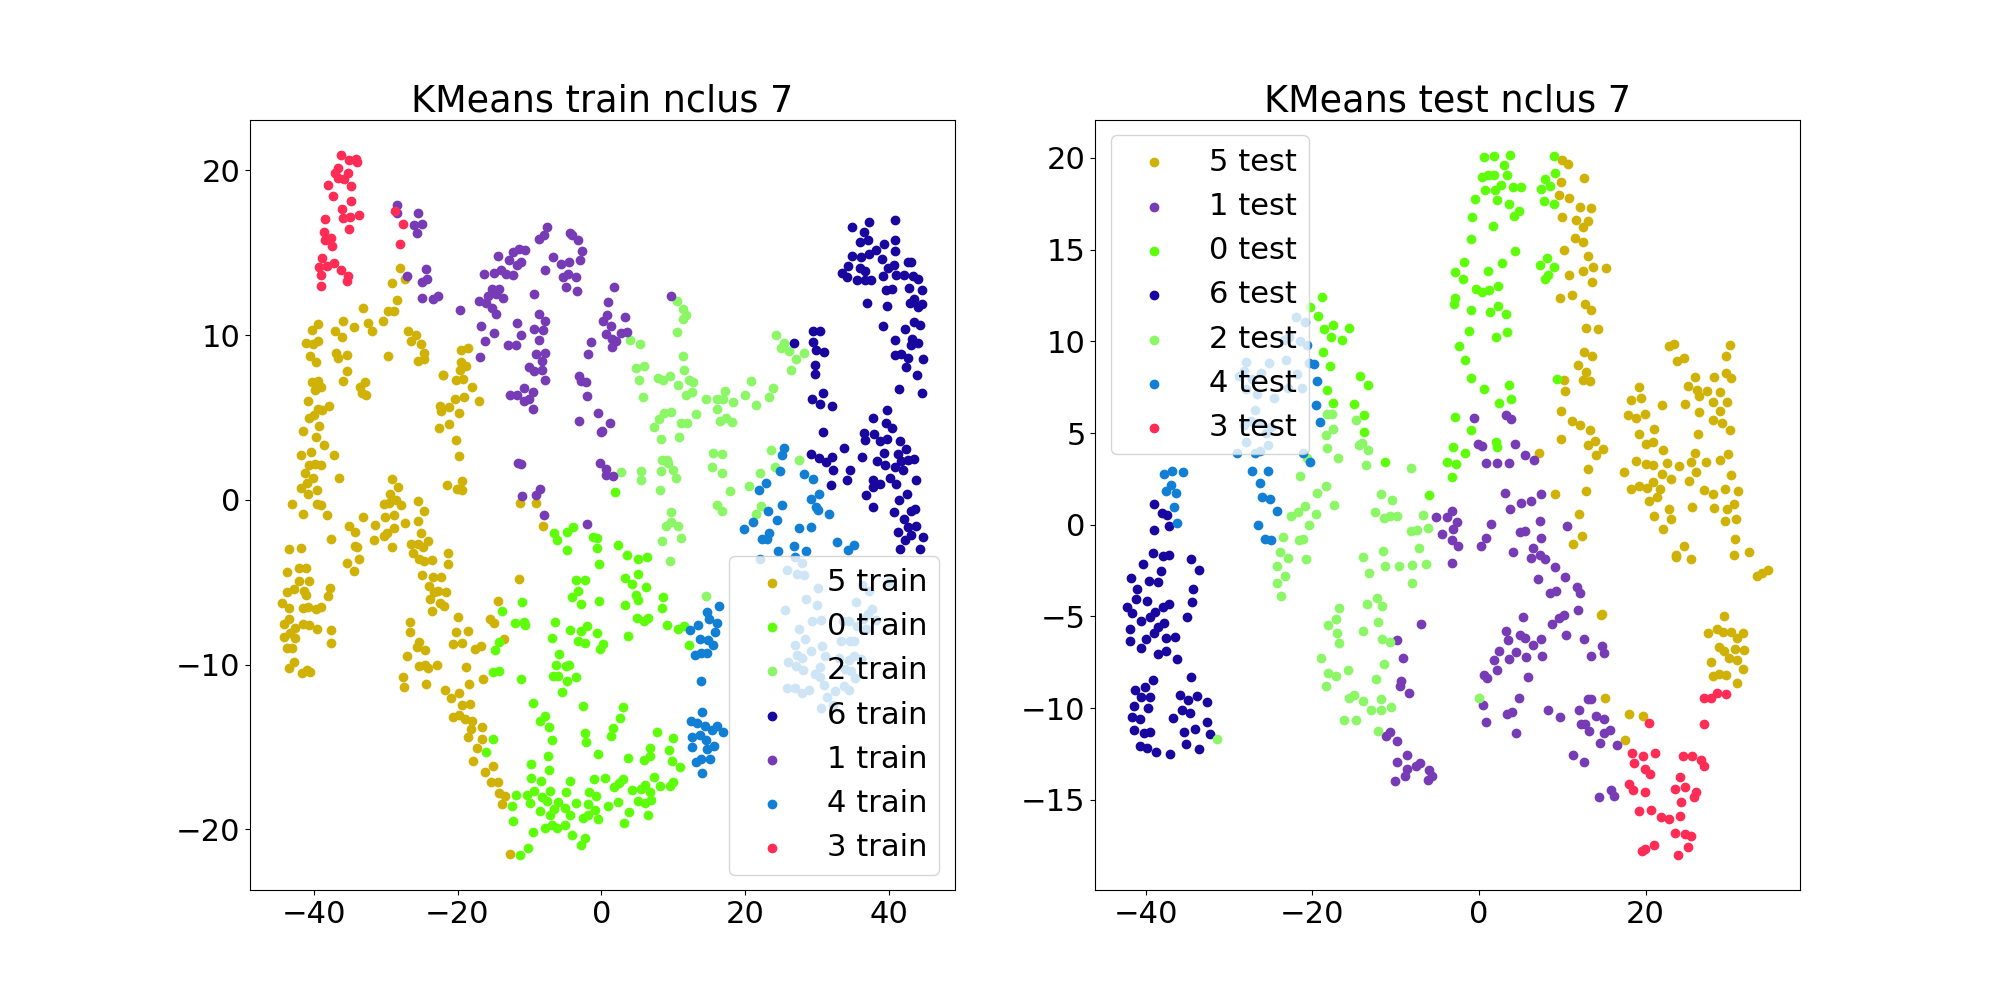 KMeans train nclus 7
20
10
0
−10
−20
−40
−20
0
20
40
5 train
0 train
2 train
6 train
1 train
4 train
3 train
KMeans test nclus 7
20
15
10
5
0
−5
−10
−15
−40
−20
0
20
5 test
1 test
0 test
6 test
2 test
4 test
3 test